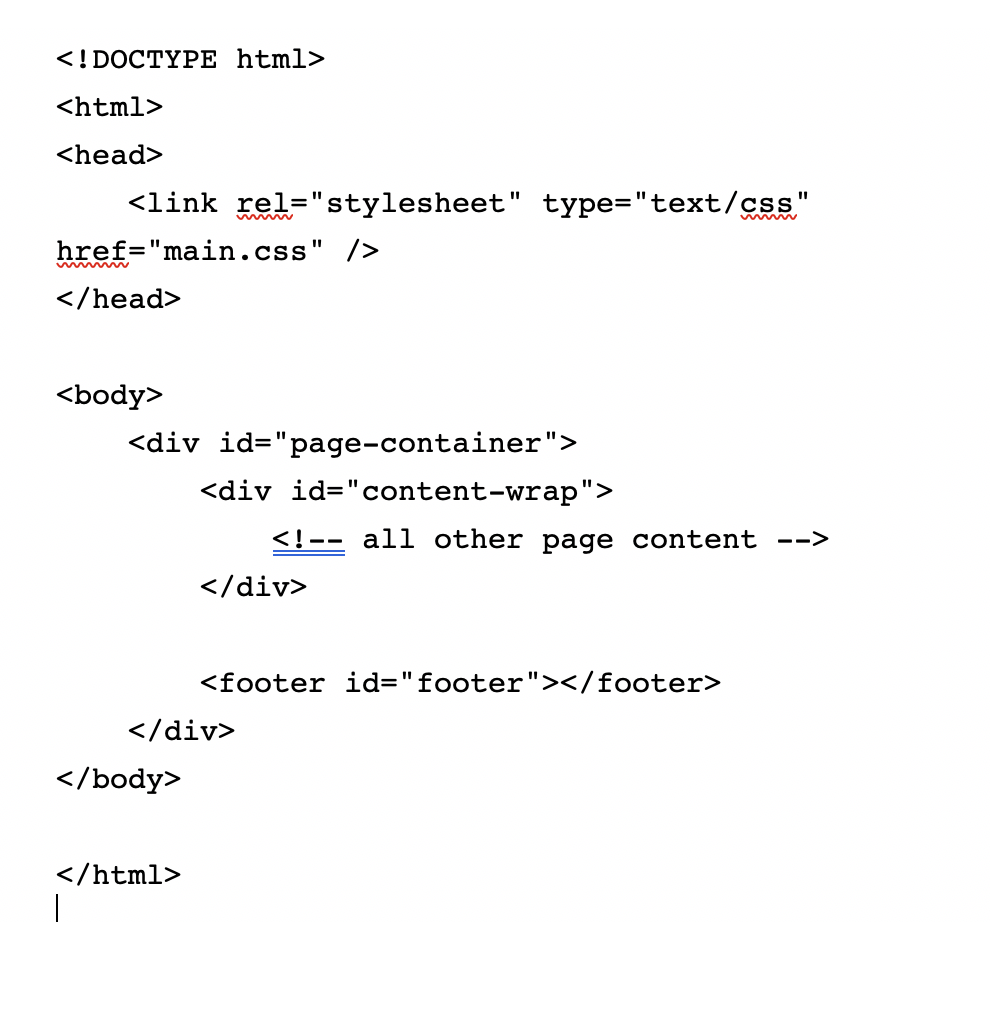 <!DOCTYPE html>
<html>
<head>
    <link rel="stylesheet" type="text/css"
href="main.css" />
</head>

<body>
    <div id="page-container">
        <div id="content-wrap">
            <!-- all other page content -->
        </div>

        <footer id="footer"></footer>
    </div>
</body>

</html>